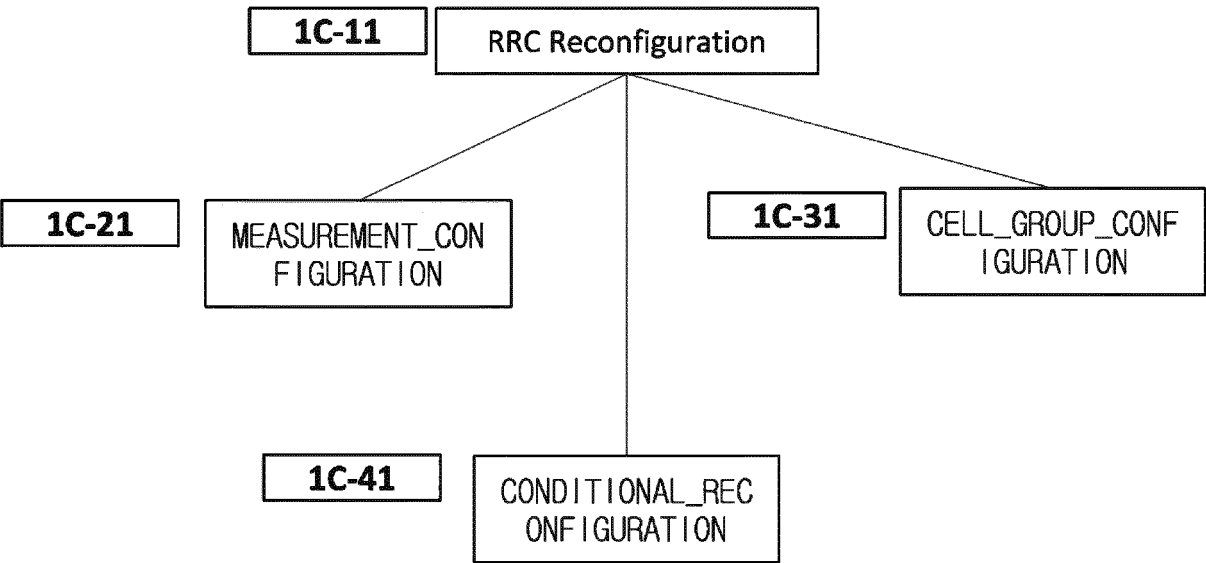 1C-11
RRC Reconfiguration
1C-21
MEASUREMENT_CON
FIGURATION
1C-31
CELL_GROUP_CONF
IGURATION
1C-41
CONDITIONAL_REC
ONFIGURATION